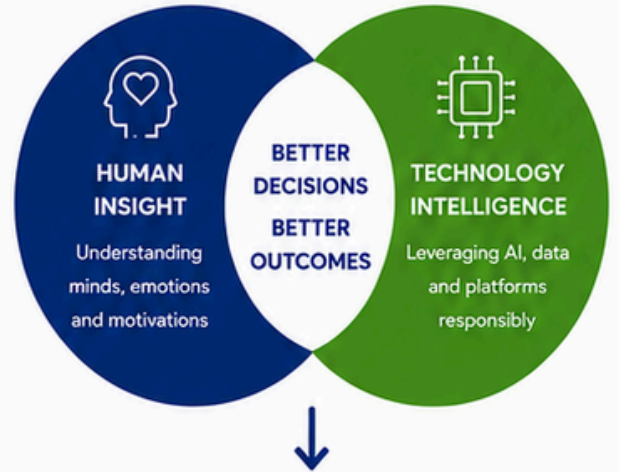 HUMAN
INSIGHT
Understanding
minds, emotions
and motivations
BETTER
DECISIONS
BETTER
OUTCOMES
TECHNOLOGY
INTELLIGENCE
Leveraging AI, data
and platforms
responsibly